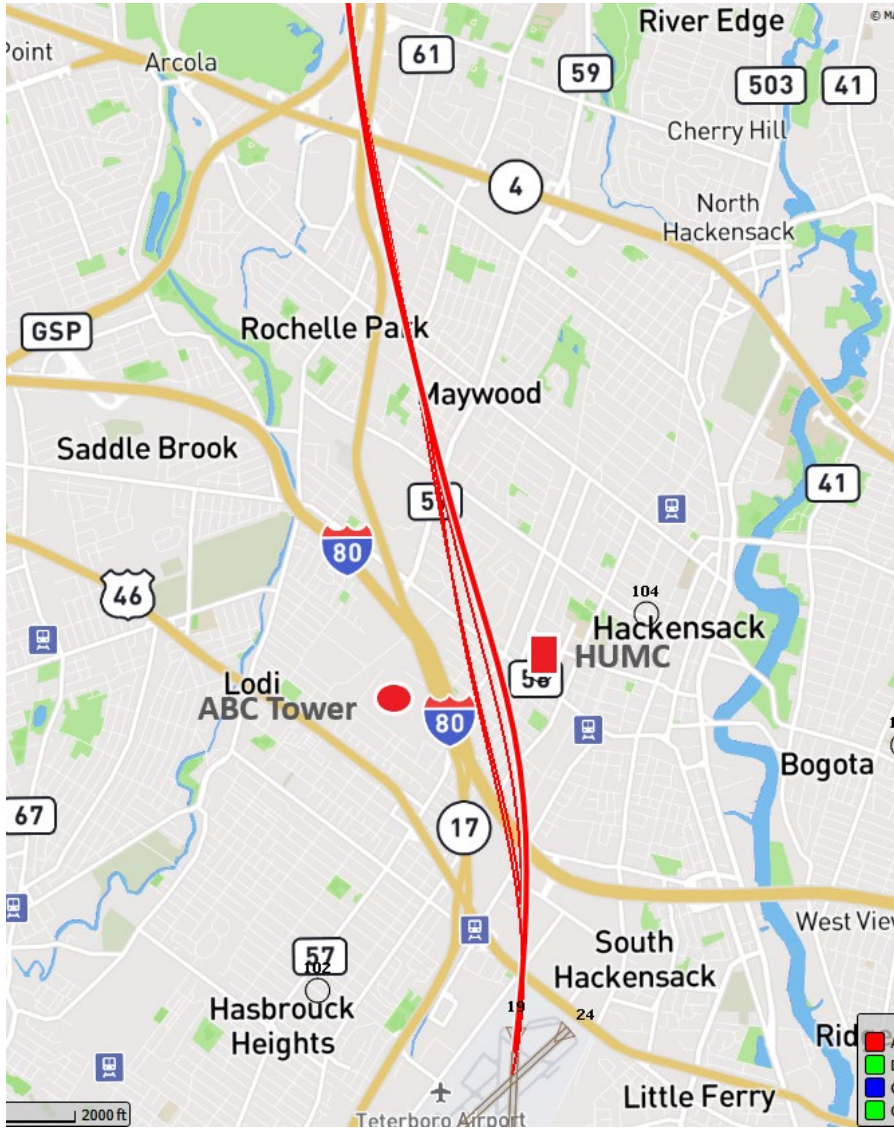 River Edge
© Ma
Point
Arcola
61
59
503
41
Cherry Hill
4
North
Hackensack
GSP
Rochelle Park
Maywood
Saddle Brook
41
80
46
104
Hackensack
HUMC
Lodi
ABC Tower
80
Bogota
67
17
West View
57
102
South
Hackensack
Hasbrouck
Heights
19
24
Little Ferry
2000 ft
Teterboro Airport